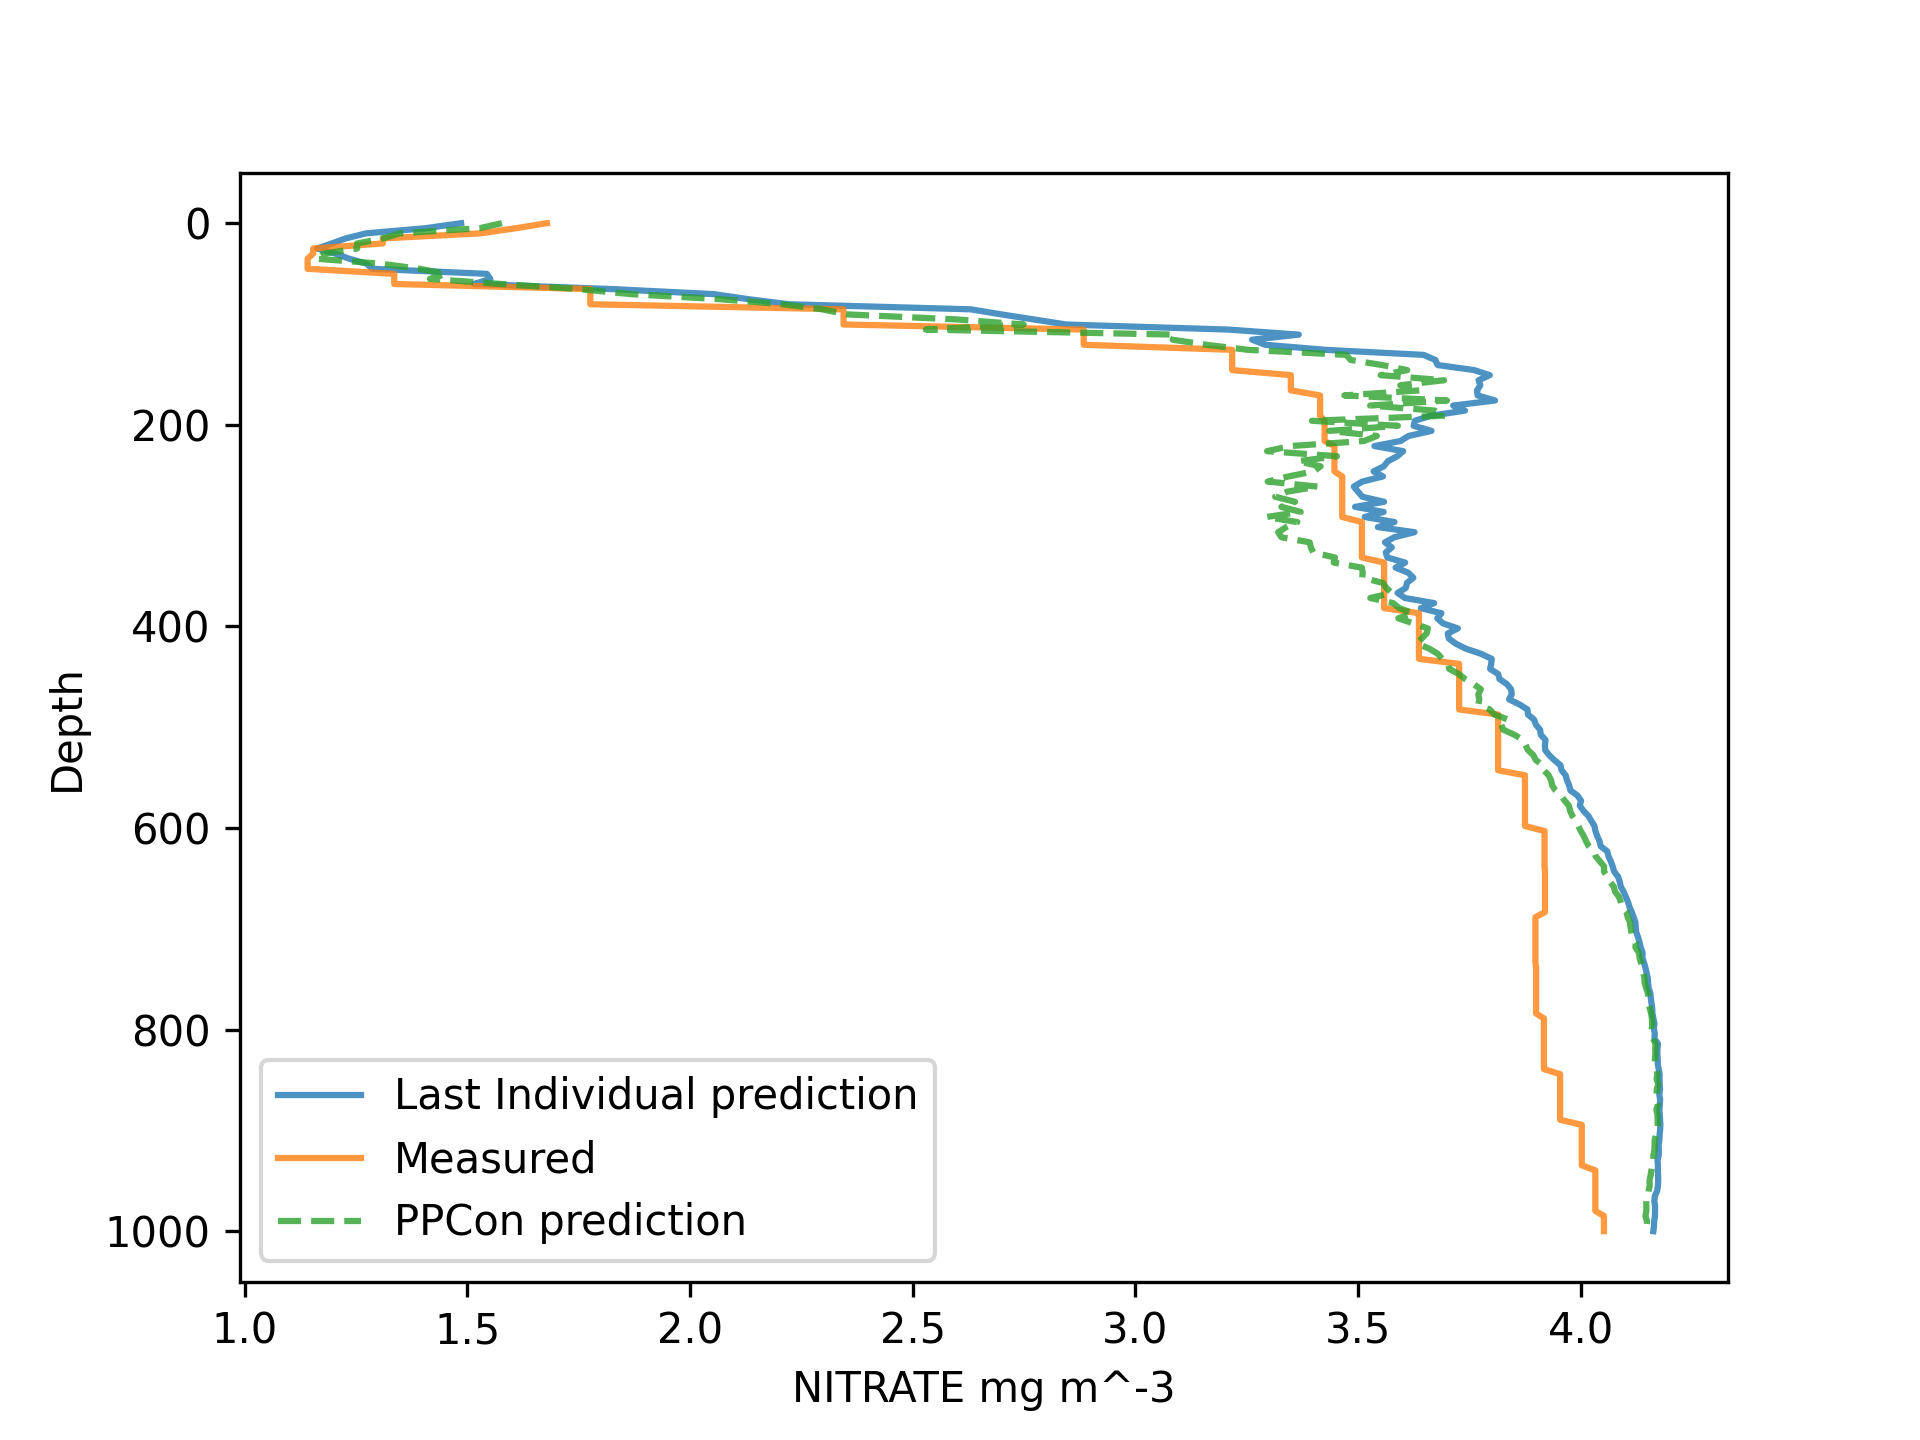 0
200
400
600
800
1000
Depth
Last Individual prediction
Measured
PPCon prediction
1.0 1.5 2.0 2.5 3.0 3.5 4.0
NITRATE mg m^-3